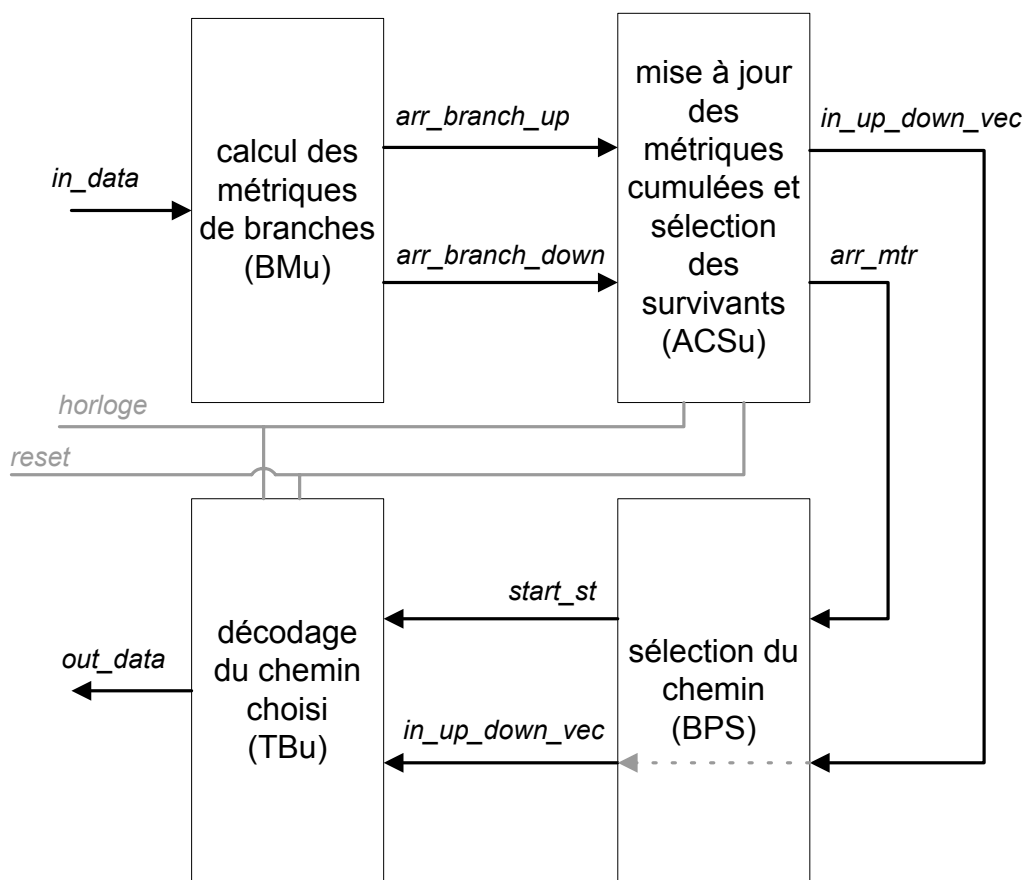 in_data
calcul des
métriques
de branches
(BMu)
arr_branch_up
arr_branch_down
mise à jour
des
métriques
cumulées et
sélection
des
survivants
(ACSu)
in_up_down_vec
arr_mtr
horloge
reset
out_data
décodage
du chemin
choisi
(TBu)
start_st
in_up_down_vec
sélection du
chemin
(BPS)